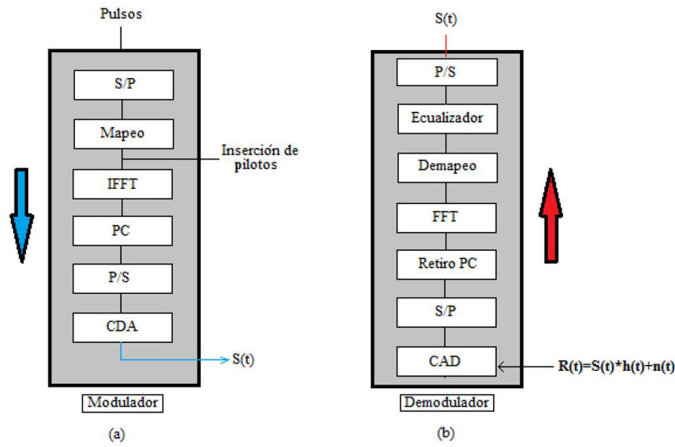 Pulsos
S/P
Mapeo
Inserción de
pilotos
IFFT
PC
P/S
CDA
S(t)
Modulador
(a)
S(t)
P/S
Ecualizador
Demapeo
FFT
Retiro PC
S/P
CAD
R(t)=S(t)*h(t)+n(t)
Demodulador
(b)